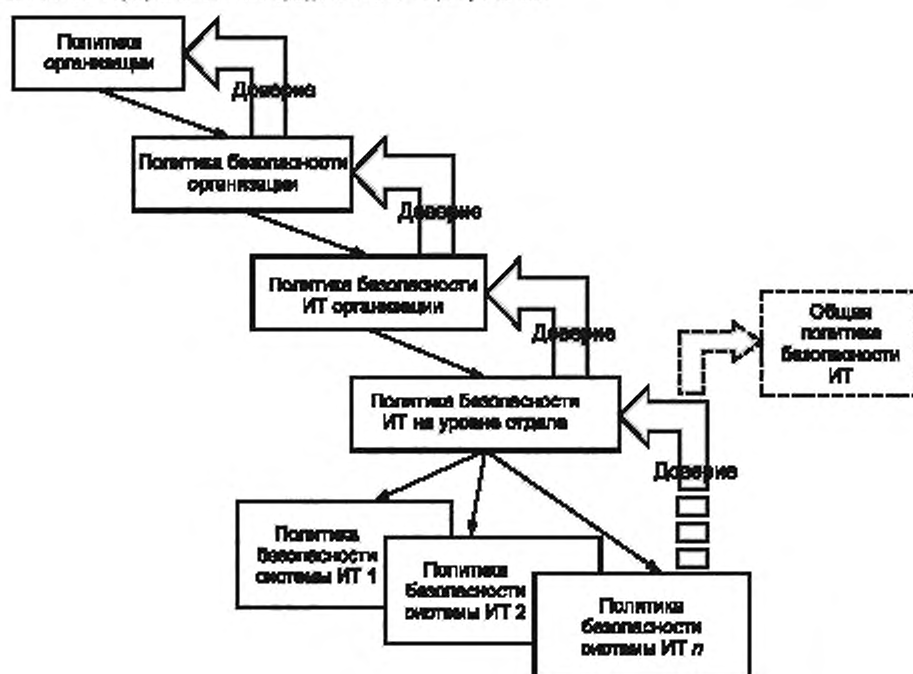 Политика
организации
Доверие
Политика безопасности
организации
Доверие
Политика безопасности
ИТ организации
Доверие
Общая
политика
безопасности
ИТ
Политика безопасности
ИТ на уровне отдела
Доверие
Политика
безопасности
системы ИТ 1
Политика
безопасности
системы ИТ 2
Политика
безопасности
системы ИТ n